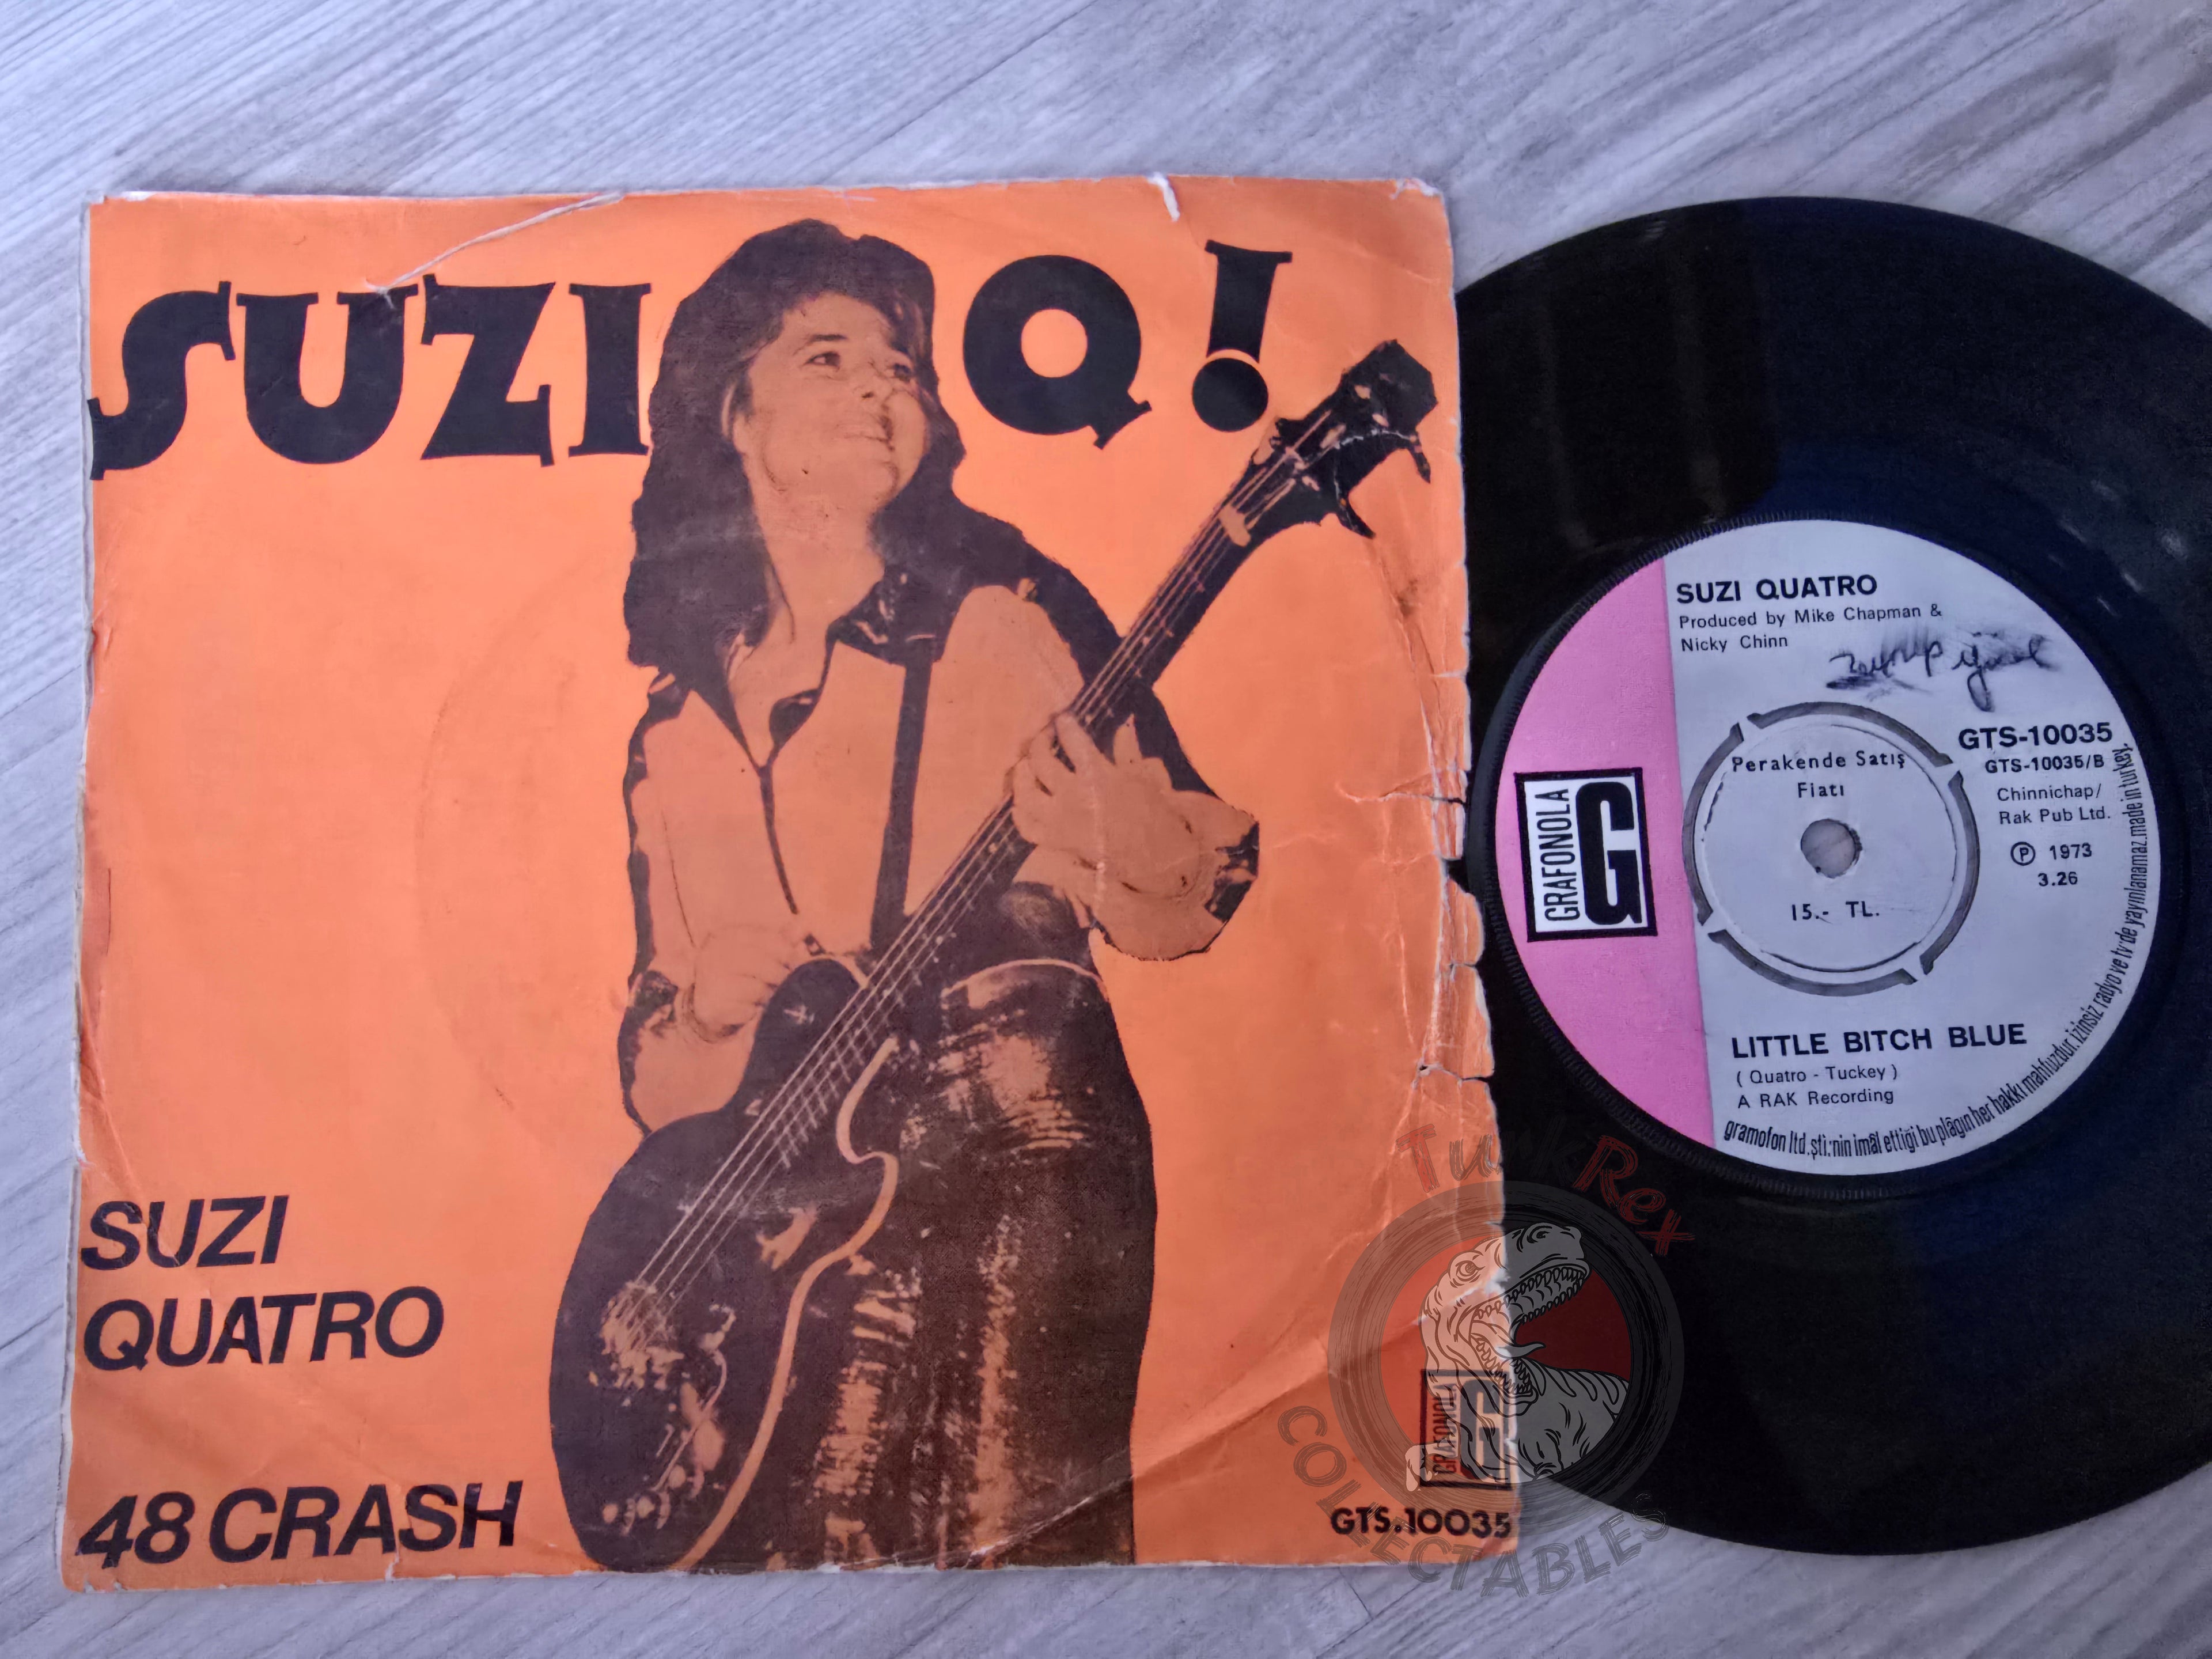 SUZI Q!
SUZI
QUATRO
48 CRASH
GRAFONOLA G
GTS.10035
SUZI QUATRO
Produced by Mike Chapman &
Nicky Chinn
GTS-10035
GTS-10035/B
Chinnichap/
Rak Pub Ltd.
Ⓟ 1973
3.26
Perakende Satış
Fiatı
15.- TL.
GRAFONOLA G
LITTLE BITCH BLUE
( Quatro - Tuckey )
A RAK Recording
gramofon ltd.şti.nin imâl ettiği bu plâgın her hakkı mahfuzdur. izinsiz radyo ve tv'de yayınlanamaz.made in turkey.
TurkRex
COLLECTABLES